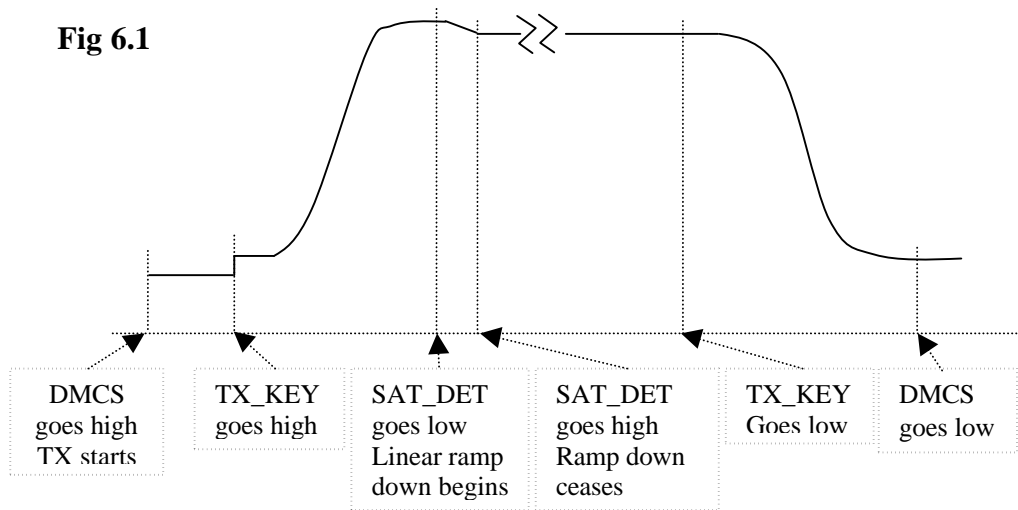 Fig 6.1
DMCS
goes high
TX starts
TX_KEY
goes high
SAT_DET
goes low
Linear ramp
down begins
SAT_DET
goes high
Ramp down
ceases
TX_KEY
Goes low
DMCS
goes low